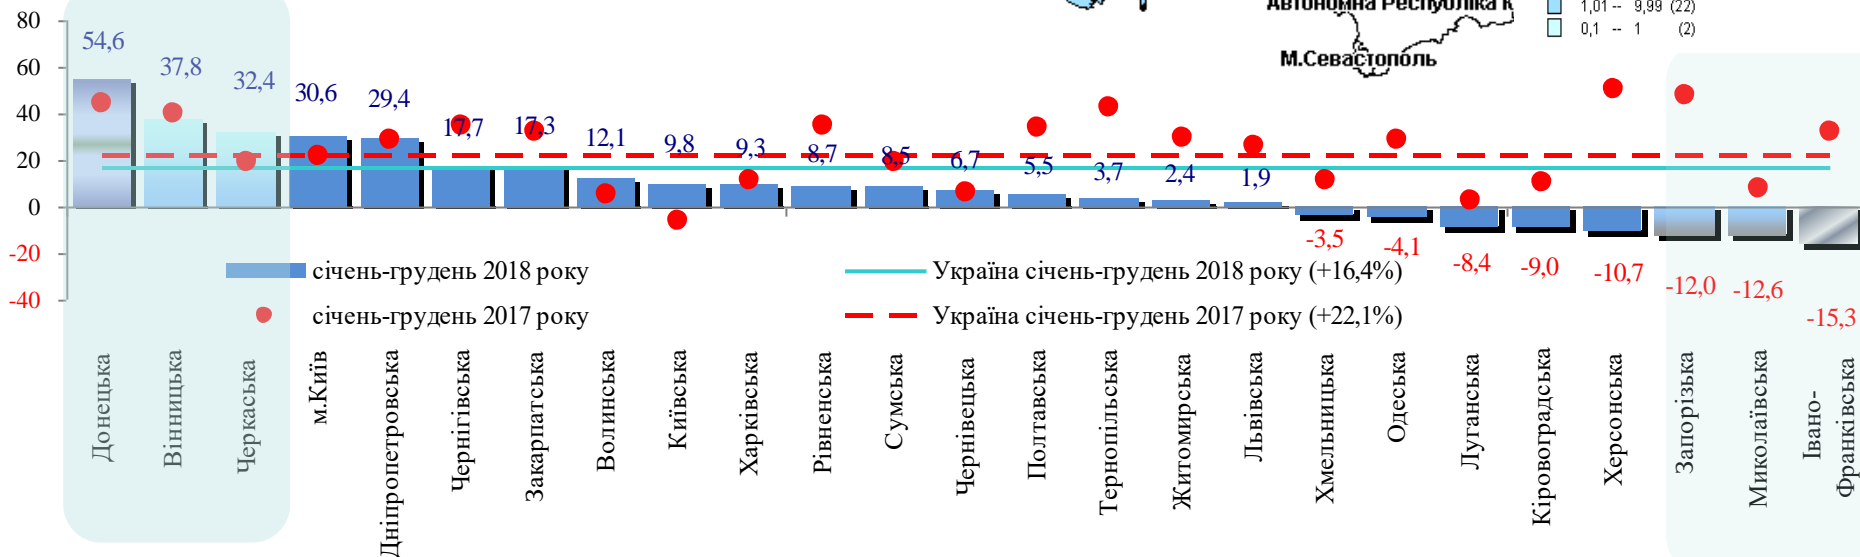 Автономна Республіка К
М.Севастополь
1,01 -- 9,99 (22)
0,1 -- 1 (2)
80
60
40
20
0
-20
-40
54,6
37,8
32,4
30,6
29,4
17,7
17,3
12,1
9,8
9,3
8,7
8,5
6,7
5,5
3,7
2,4
1,9
-3,5
-4,1
-8,4
-9,0
-10,7
-12,0
-12,6
-15,3
січень-грудень 2018 року
Україна січень-грудень 2018 року (+16,4%)
січень-грудень 2017 року
Україна січень-грудень 2017 року (+22,1%)
Донецька
Вінницька
Черкаська
м.Київ
Дніпропетровська
Чернігівська
Закарпатська
Волинська
Київська
Харківська
Рівненська
Сумська
Чернівецька
Полтавська
Тернопільська
Житомирська
Львівська
Хмельницька
Одеська
Луганська
Кіровоградська
Херсонська
Запорізька
Миколаївська
Івано-
Франківська